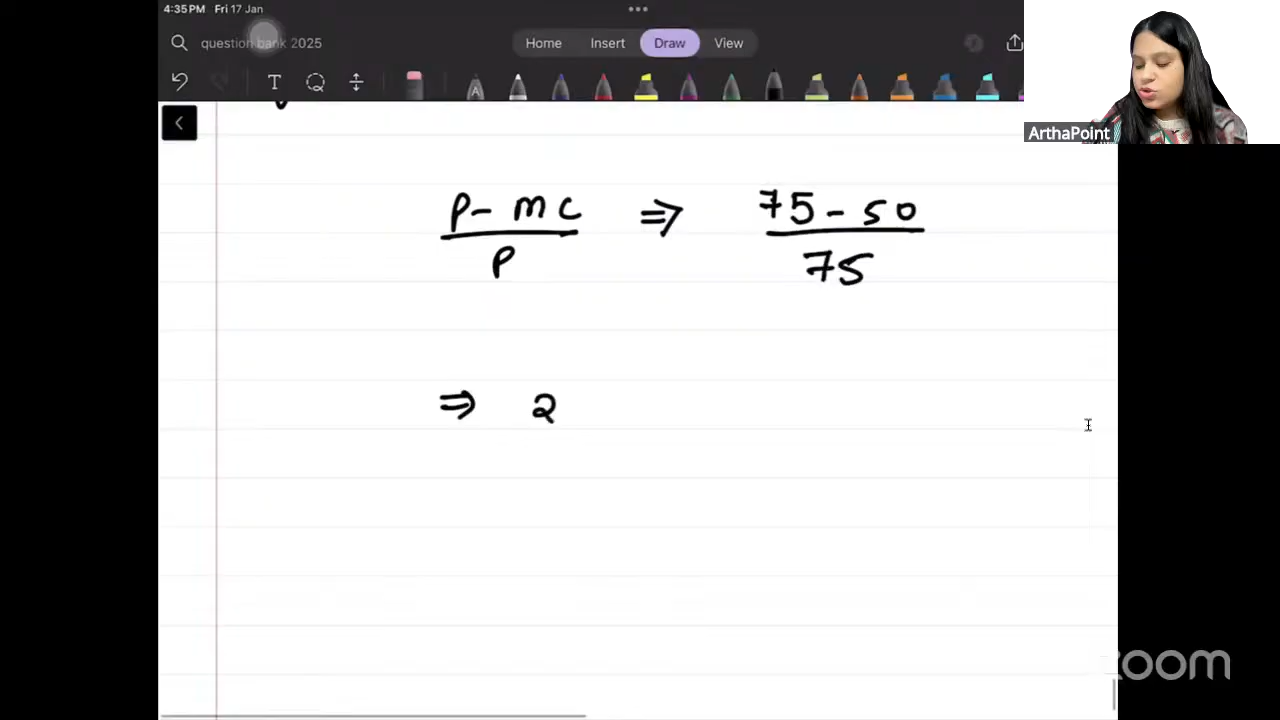 4:35 PM Fri 17 Jan
question bank 2025
Home Insert Draw View
T
A
ArthaPoint
P - MC ⇒ 75 - 50
P 75
⇒ 2
zoom